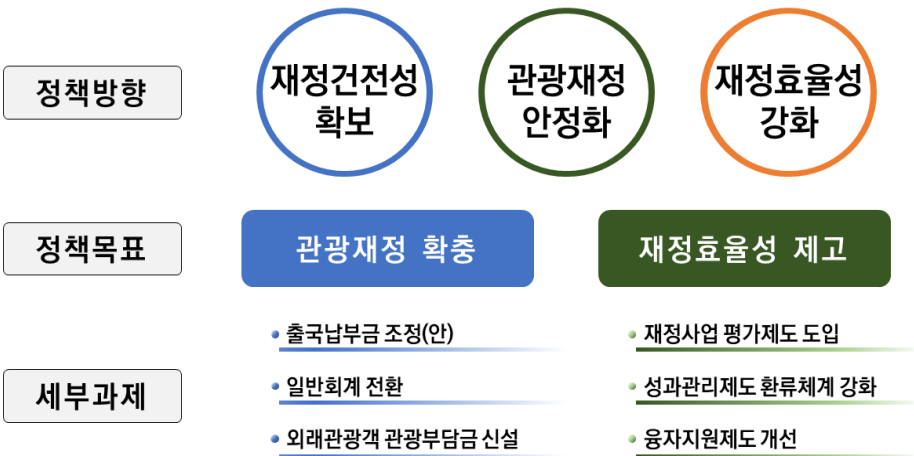 정책방향
재정건전성
확보
관광재정
안정화
재정효율성
강화
정책목표
관광재정 확충
재정효율성 제고
세부과제
출국납부금 조정(안)
일반회계 전환
외래관광객 관광부담금 신설
재정사업 평가제도 도입
성과관리제도 환류체계 강화
융자지원제도 개선